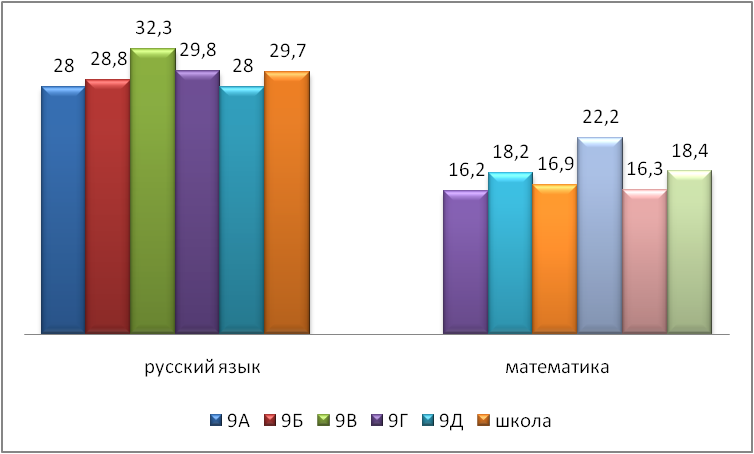 32,3
28 28,8 29,8 28 29,7
22,2
16,2 18,2 16,9 16,3 18,4
русский язык математика
9А 9Б 9В 9Г 9Д школа